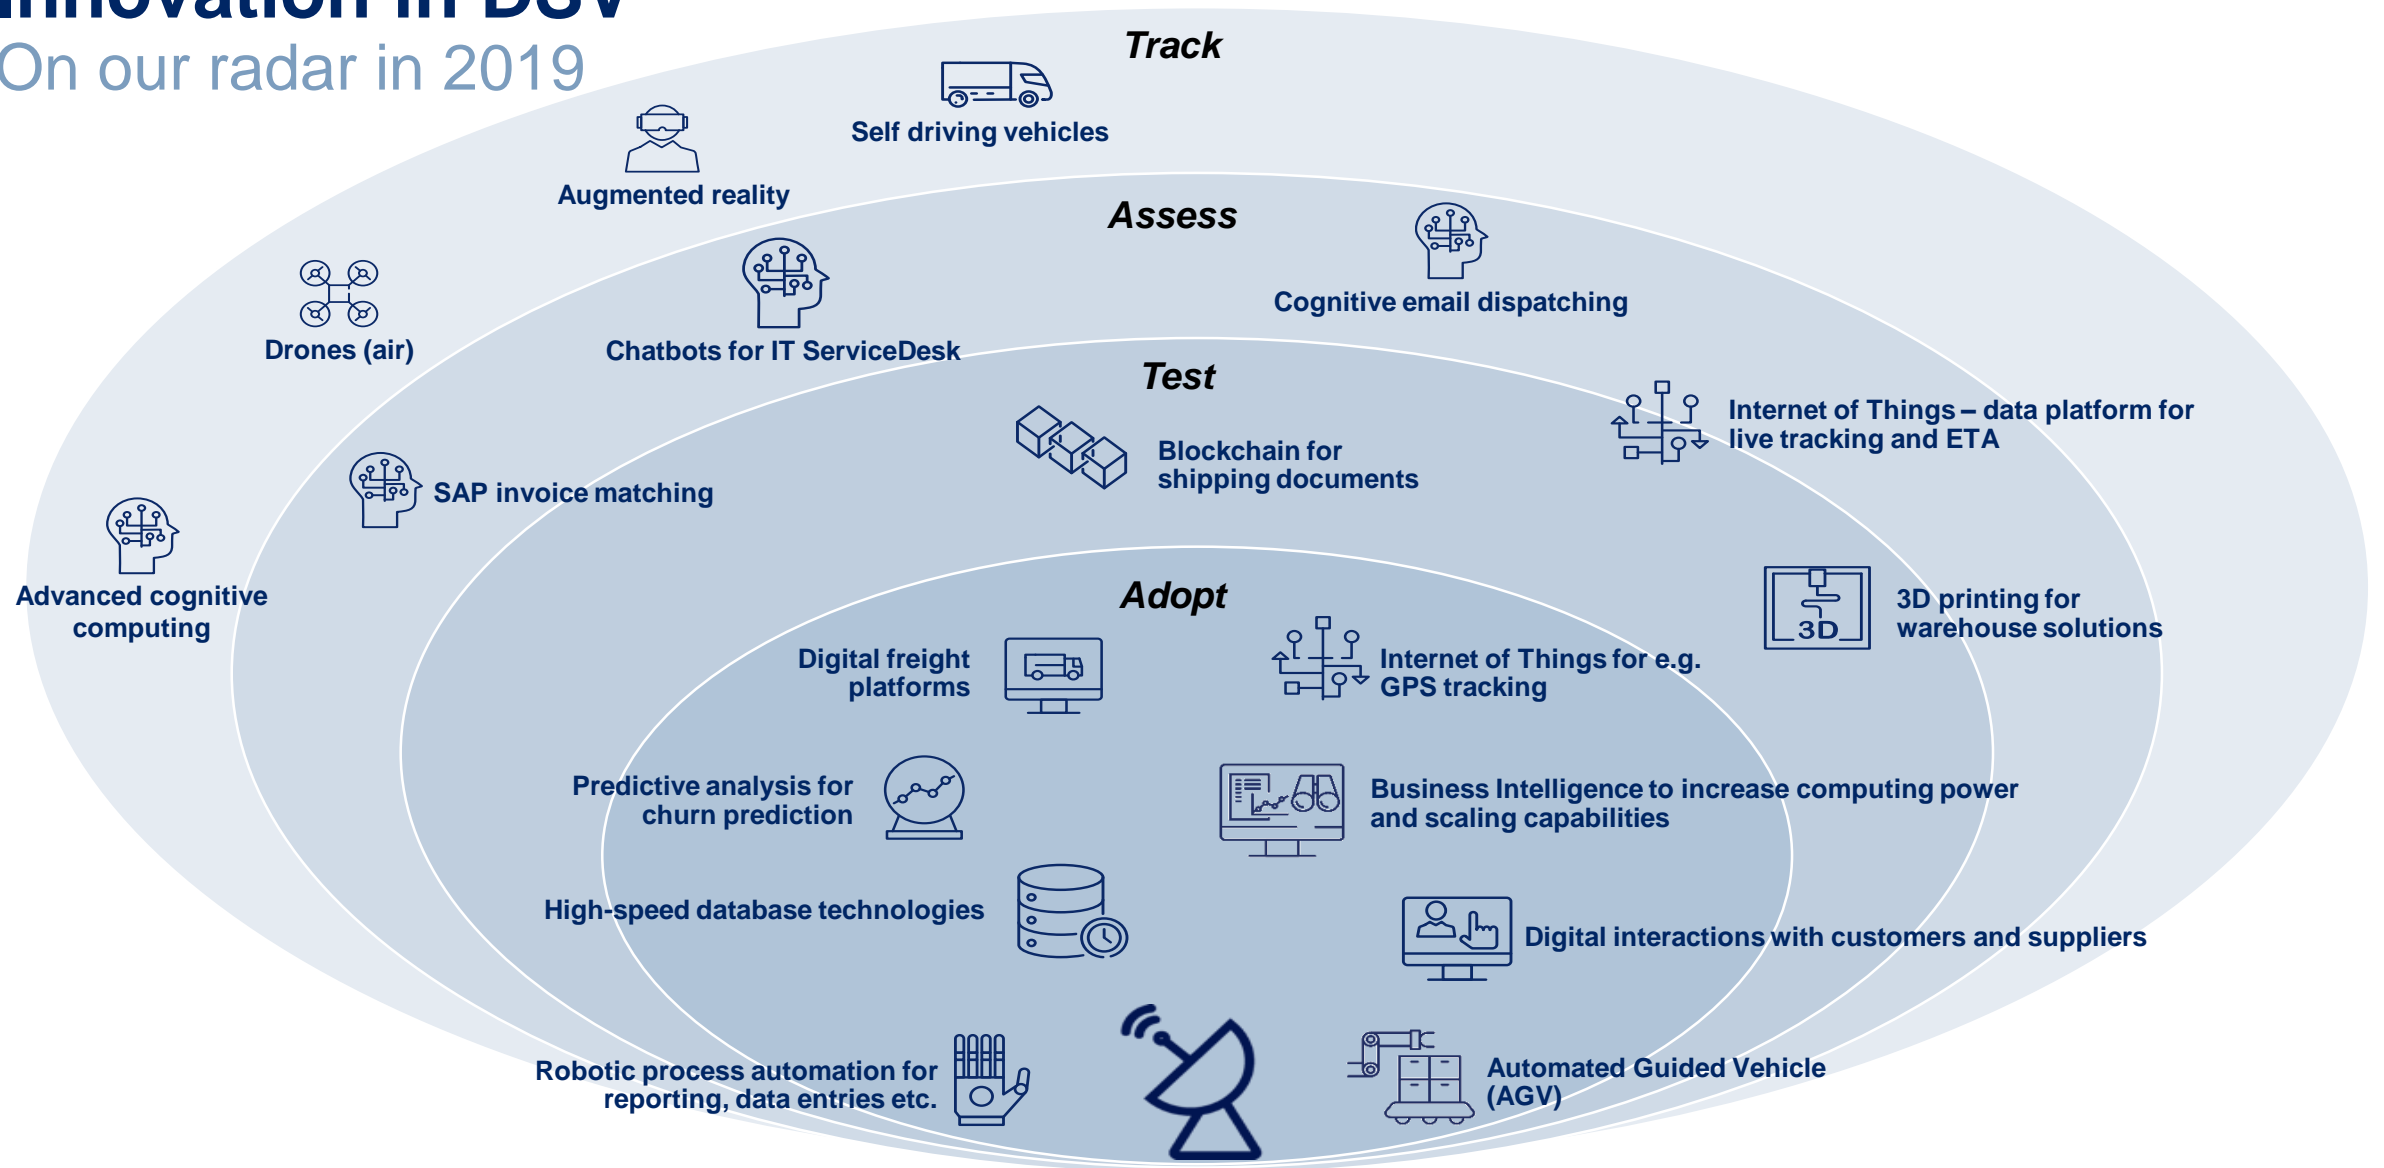 Innovation in DSV
On our radar in 2019
Track
Self driving vehicles
Augmented reality
Assess
Cognitive email dispatching
Drones (air)
Chatbots for IT ServiceDesk
Test
Internet of Things – data platform for
live tracking and ETA
Blockchain for
shipping documents
SAP invoice matching
Advanced cognitive
computing
Adopt
3D
3D printing for
warehouse solutions
Digital freight
platforms
Internet of Things for e.g.
GPS tracking
Predictive analysis for
churn prediction
Business Intelligence to increase computing power
and scaling capabilities
High-speed database technologies
Digital interactions with customers and suppliers
Robotic process automation for
reporting, data entries etc.
Automated Guided Vehicle
(AGV)